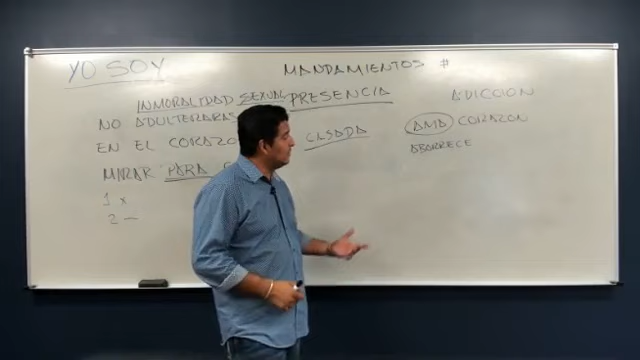 YO SOY
MANDAMIENTOS #
INMORALIDAD SEXUAL PRESENCIA
ADICCION
NO ADULTERARAS
AMA CORAZON
EN EL CORAZO CASADA
ABORRECE
MIRAR PARA
1 x
2 —